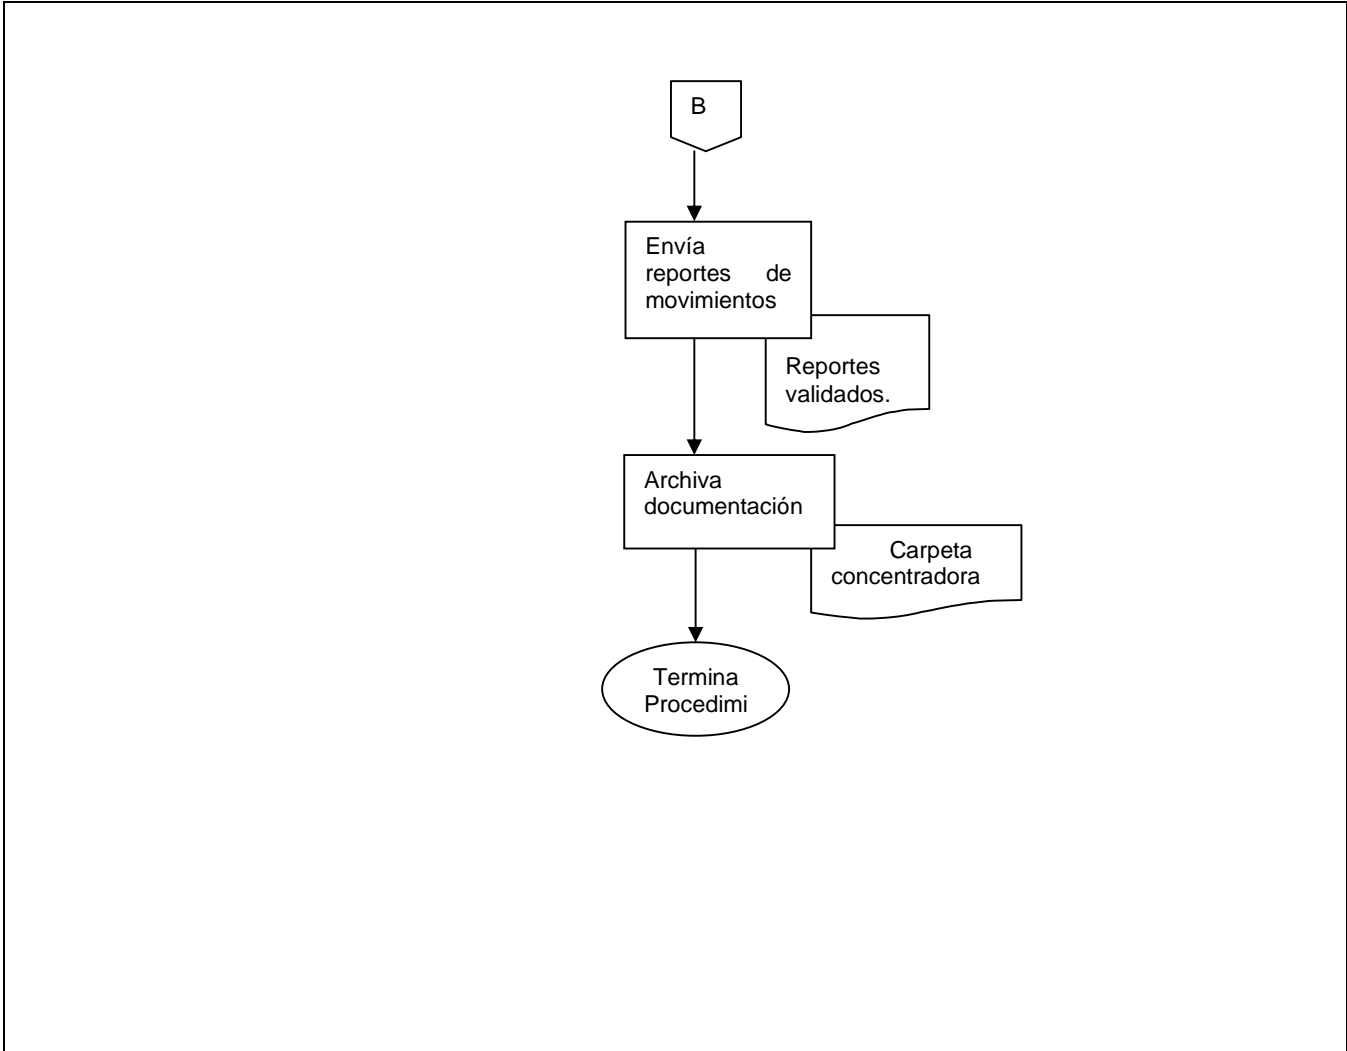 B
Envía
reportes de
movimientos
Reportes
validados.
Archiva
documentación
Carpeta
concentradora
Termina
Procedimi